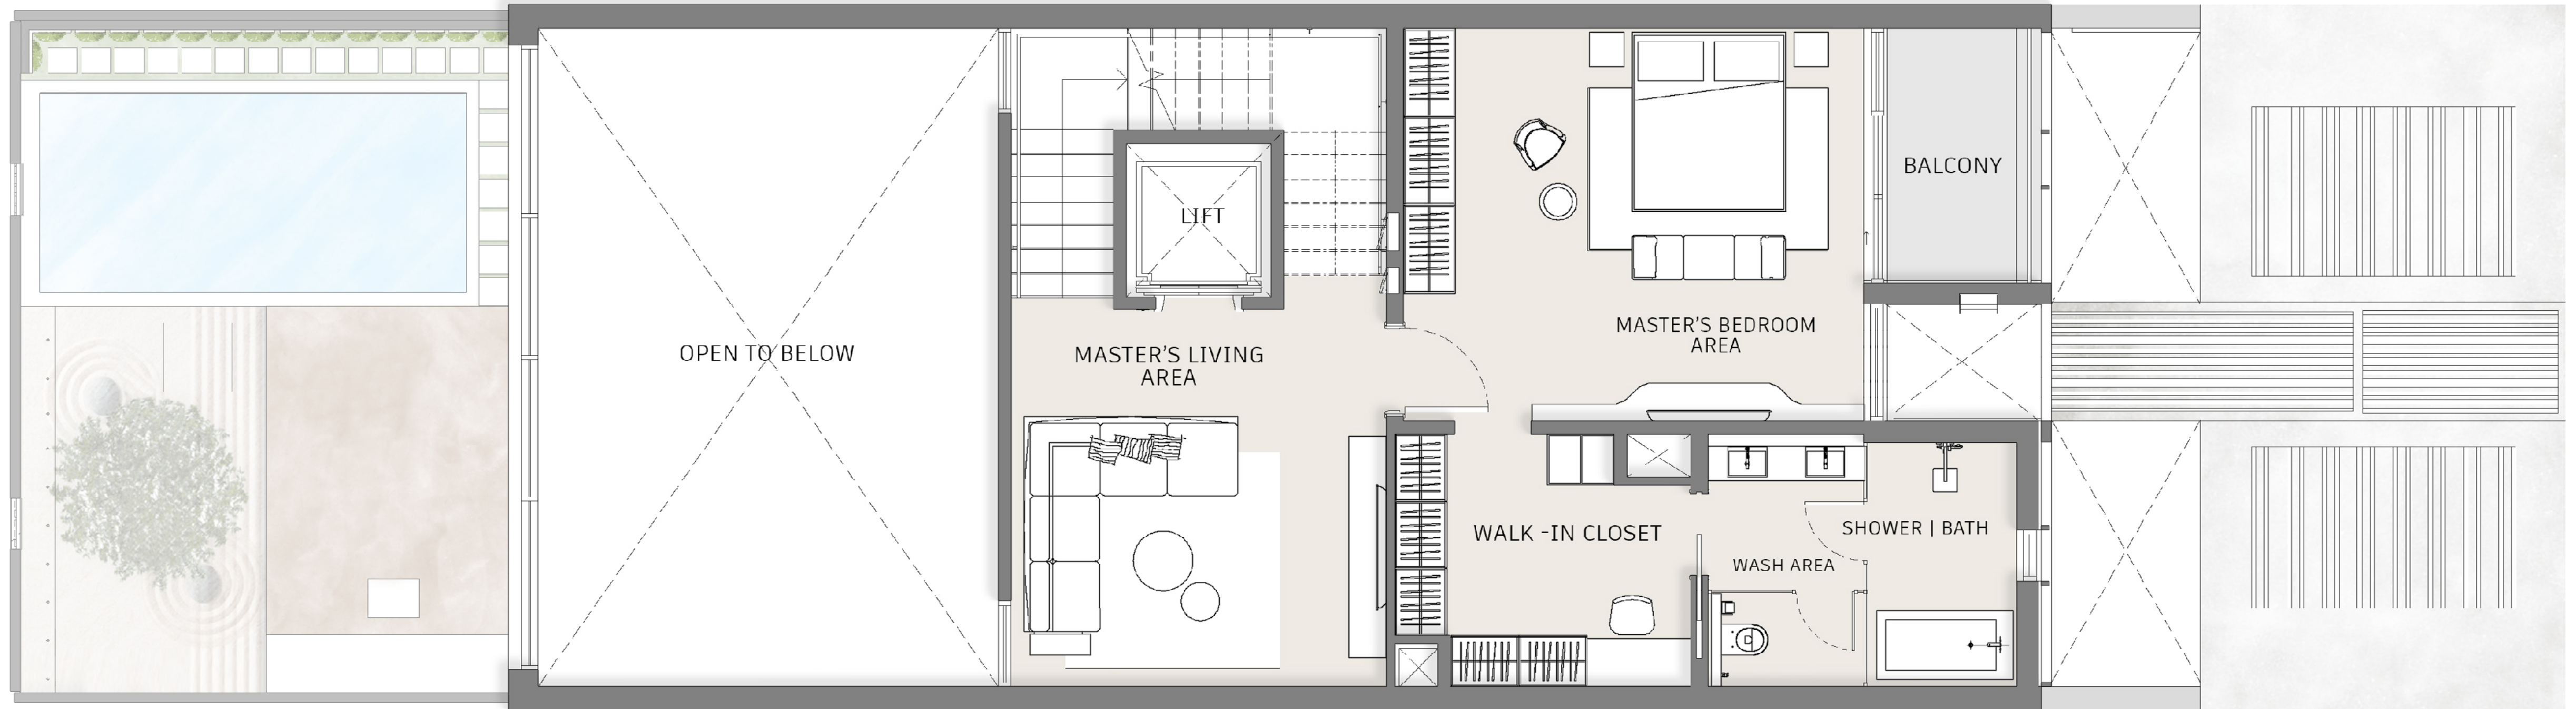 OPEN TO BELOW
LIFT
MASTER'S LIVING
AREA
MASTER'S BEDROOM
AREA
BALCONY
WALK -IN CLOSET
WASH AREA
SHOWER | BATH